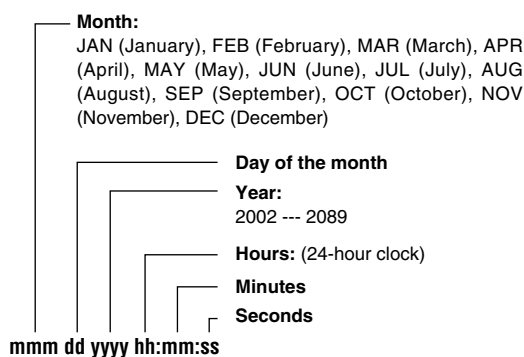 Month:
JAN (January), FEB (February), MAR (March), APR
(April), MAY (May), JUN (June), JUL (July), AUG
(August), SEP (September), OCT (October), NOV
(November), DEC (December)
Day of the month
Year:
2002 --- 2089
Hours: (24-hour clock)
Minutes
Seconds
mmm dd yyyy hh:mm:ss